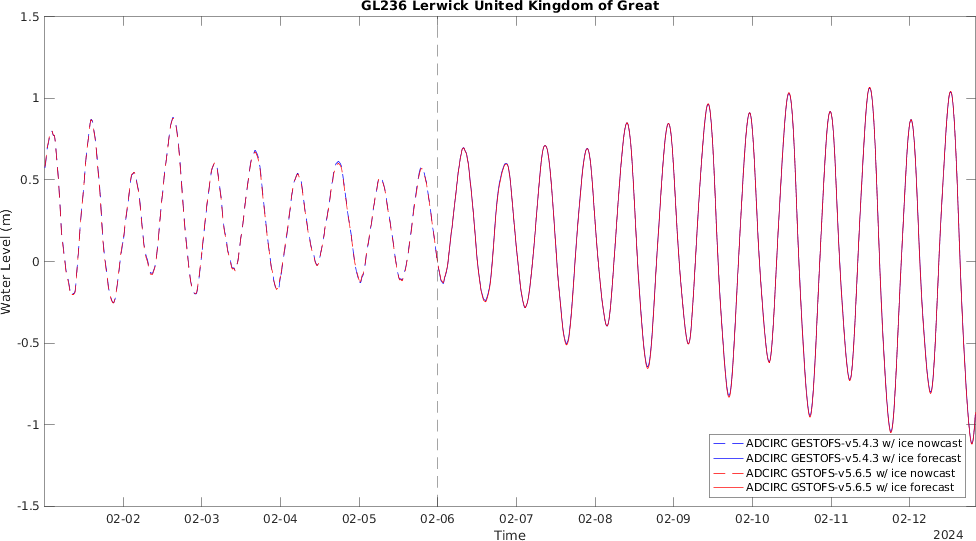 GL236 Lerwick United Kingdom of Great
1.5
1
0.5
0
-0.5
-1
-1.5
Water Level (m)
02-02 02-03 02-04 02-05 02-06 02-07 02-08 02-09 02-10 02-11 02-12
Time
2024
ADCIRC GESTOFS-v5.4.3 w/ ice nowcast
ADCIRC GESTOFS-v5.4.3 w/ ice forecast
ADCIRC GSTOFS-v5.6.5 w/ ice nowcast
ADCIRC GSTOFS-v5.6.5 w/ ice forecast